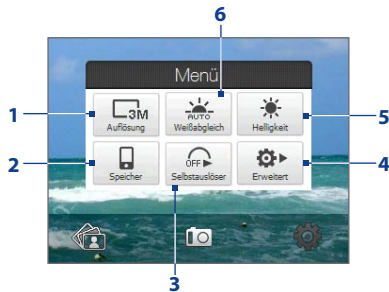 6
Menü
1
3M
AUTO
5
Auflösung
Weißabgleich
Helligkeit
2
OFF
4
Speicher
Selbstauslöser
Erweitert
3